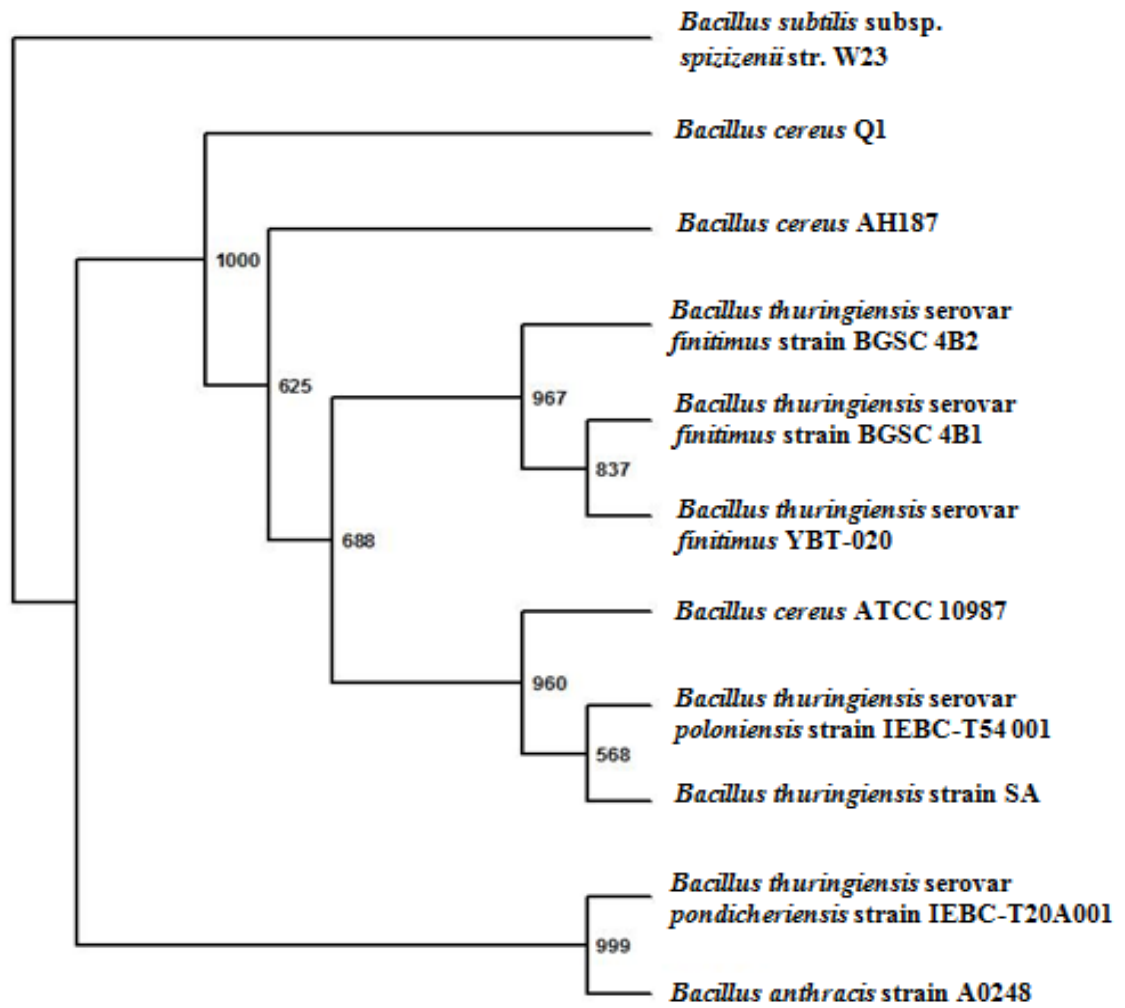 Bacillus subtilis subsp.
spizizenii str. W23
Bacillus cereus Q1
Bacillus cereus AH187
1000
Bacillus thuringiensis serovar
finitimus strain BGSC 4B2
625
967
Bacillus thuringiensis serovar
finitimus strain BGSC 4B1
837
Bacillus thuringiensis serovar
finitimus YBT-020
688
Bacillus cereus ATCC 10987
960
Bacillus thuringiensis serovar
poloniensis strain IEBC-T54 001
568
Bacillus thuringiensis strain SA
Bacillus thuringiensis serovar
pondicheriensis strain IEBC-T20A001
999
Bacillus anthracis strain A0248